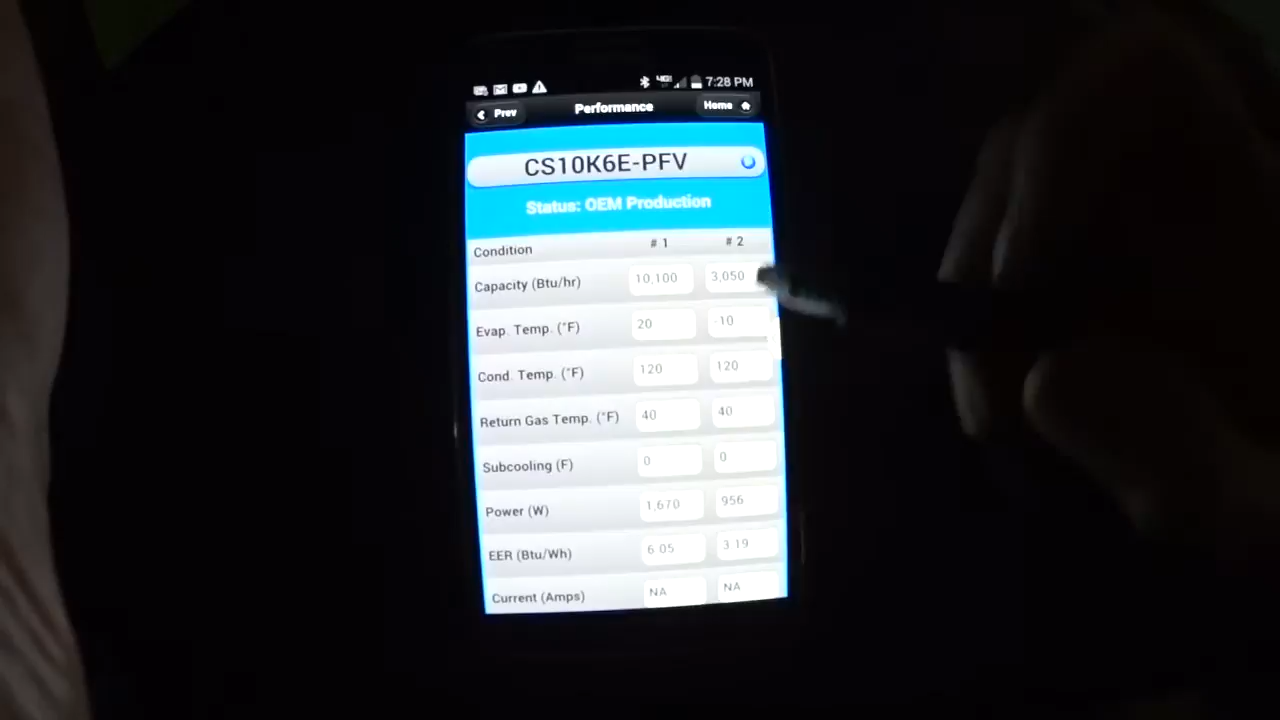 7:28 PM
Prev Performance Home
CS10K6E-PFV
Status: OEM Production
Condition # 1 # 2
Capacity (Btu/hr) 10,100 3,050
Evap. Temp. (°F) 20 -10
Cond. Temp. (°F) 120 120
Return Gas Temp. (°F) 40 40
Subcooling (F) 0 0
Power (W) 1,670 956
EER (Btu/Wh) 6.05 3.19
Current (Amps) NA NA